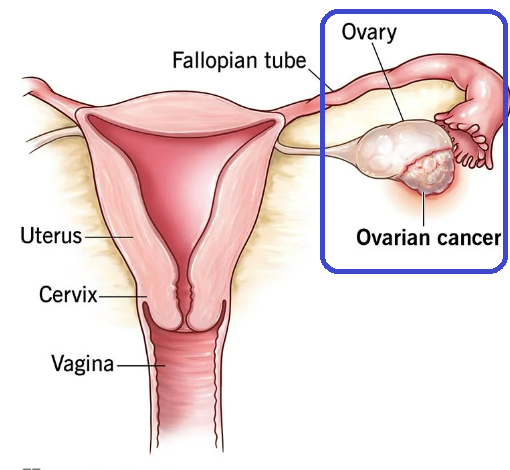 Ovary
Fallopian tube
Ovarian cancer
Uterus
Cervix
Vagina